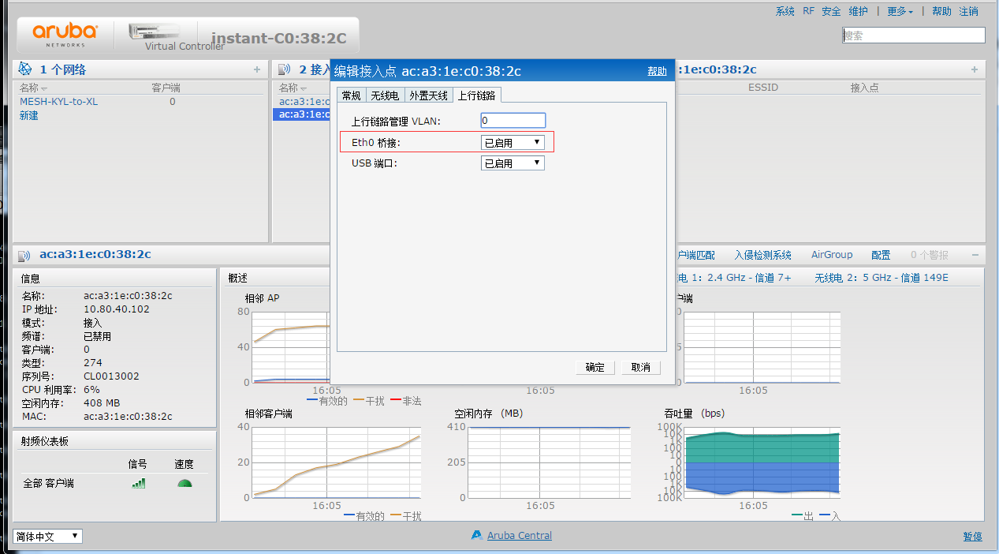 系统 RF 安全 维护 | 更多 | 帮助 注销
aruba NETWORKS
Virtual Controller
instant-C0:38:2C
搜索
1 个网络 +
名称 客户端
MESH-KYL-to-XL 0
新建
2 接入
名称
ac:a3:1e:c
ac:a3:1e:c
:1e:c0:38:2c +
ESSID 接入点
编辑接入点 ac:a3:1e:c0:38:2c 帮助
常规 无线电 外置天线 上行链路
上行链路管理 VLAN: 0
Eth0 桥接: 已启用
USB 端口: 已启用
确定 取消
ac:a3:1e:c0:38:2c
户端匹配 入侵检测系统 AirGroup 配置 0 个警报 −
信息
名称: ac:a3:1e:c0:38:2c
IP 地址: 10.80.40.102
模式: 接入
频谱: 已禁用
客户端: 0
类型: 274
序列号: CL0013002
CPU 利用率: 6%
空闲内存: 408 MB
MAC: ac:a3:1e:c0:38:2c
射频仪表板
信号 速度
全部 客户端
概述
电 1: 2.4 GHz - 信道 7+ 无线电 2: 5 GHz - 信道 149E
相邻 AP
80
40
0
16:05
有效的 干扰 非法
16:05
户端
0
5
0
16:05
相邻客户端
40
20
0
16:05
有效的 干扰
空闲内存 (MB)
410
205
0
16:05
吞吐量 (bps)
100K
10K
1K
100
10
0
10
100
1K
10K
100K
16:05
出 入
简体中文
Aruba Central
暂停